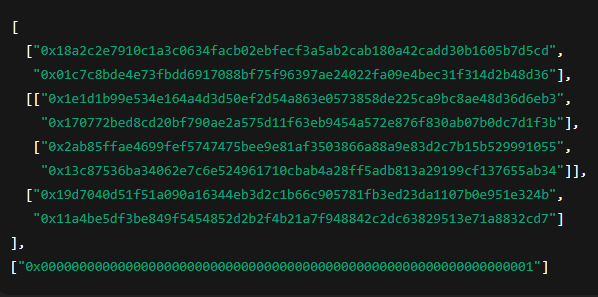 [
["0x18a2c2e7910c1a3c0634facb02ebfecf3a5ab2cab180a42cadd30b1605b7d5cd",
"0x01c7c8bde4e73fbdd6917088bf75f96397ae24022fa09e4bec31f314d2b48d36"],
[["0x1e1d1b99e534e164a4d3d50ef2d54a863e0573858de225ca9bc8ae48d36d6eb3",
"0x170772bed8cd20bf790ae2a575d11f63eb9454a572e876f830ab07b0dc7d1f3b"],
["0x2ab85ffae4699fef5747475bee9e81af3503866a88a9e83d2c7b15b529991055",
"0x13c87536ba34062e7c6e524961710cbab4a28ff5adb813a29199cf137655ab34"]],
["0x19d7040d51f51a090a16344eb3d2c1b66c905781fb3ed23da1107b0e951e324b",
"0x11a4be5df3be849f5454852d2b2f4b21a7f948842c2dc63829513e71a8832cd7"]
],
["0x0000000000000000000000000000000000000000000000000000000000000001"]